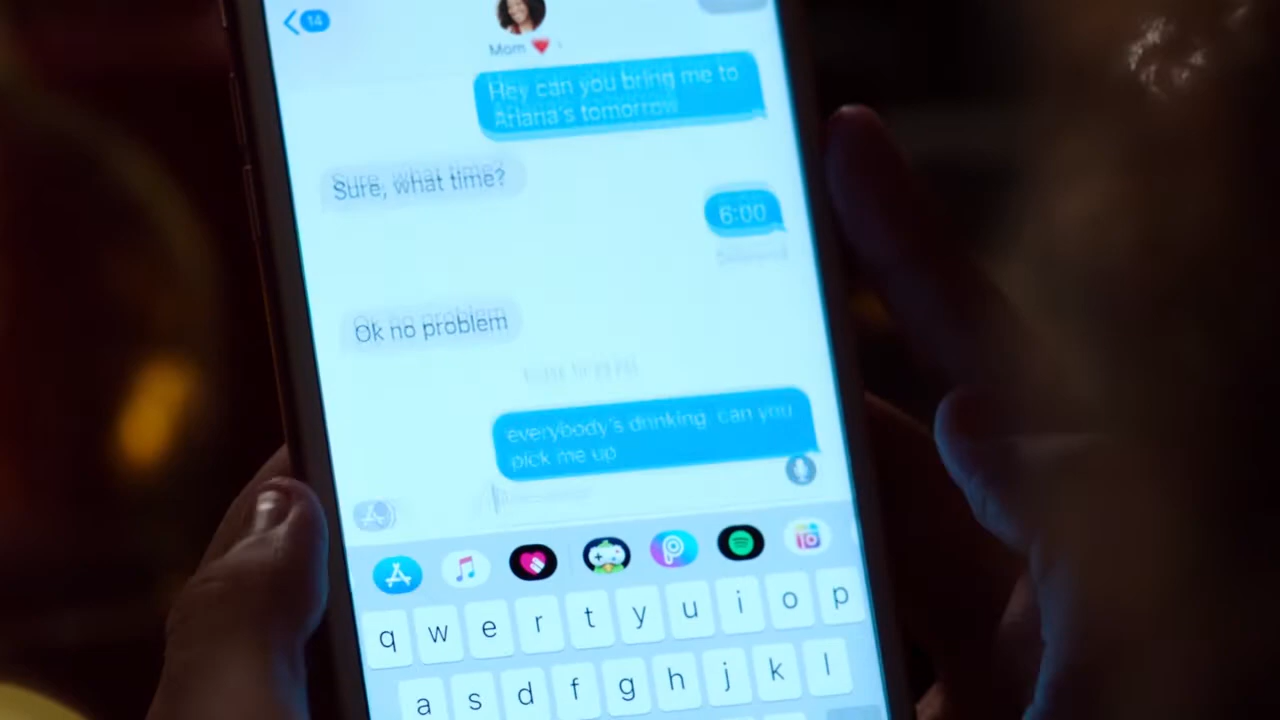 14
Mom ❤️
Hey can you bring me to
Ariana's tomorrow
Sure, what time?
6:00
Delivered
Ok no problem
everybody's drinking can you
pick me up
q w e r t y u i o p
a s d f g h j k l